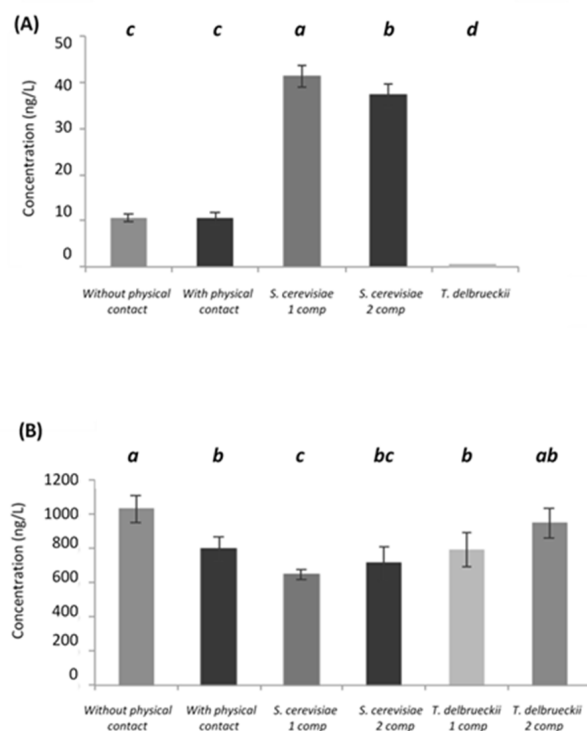 (A)
c c a b d
Concentration (ng/L)
50
40
30
20
10
0
Without physical contact
With physical contact
S. cerevisiae 1 comp
S. cerevisiae 2 comp
T. delbrueckii
(B)
a b c bc b ab
Concentration (ng/L)
1200
1000
800
600
400
200
0
Without physical contact
With physical contact
S. cerevisiae 1 comp
S. cerevisiae 2 comp
T. delbrueckii 1 comp
T. delbrueckii 2 comp